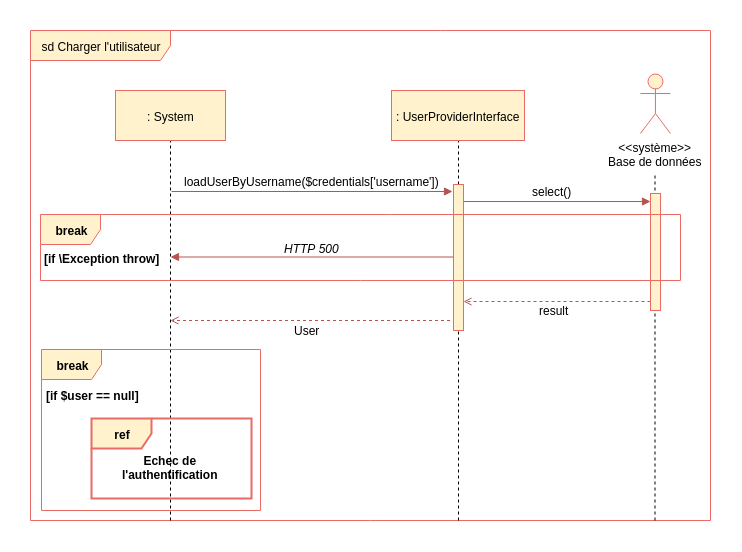 sd Charger l'utilisateur
: System
: UserProviderInterface
<<système>>
Base de données
loadUserByUsername($credentials['username'])
select()
break
[if \Exception throw]
HTTP 500
result
User
break
[if $user == null]
ref
Echec de
l'authentification